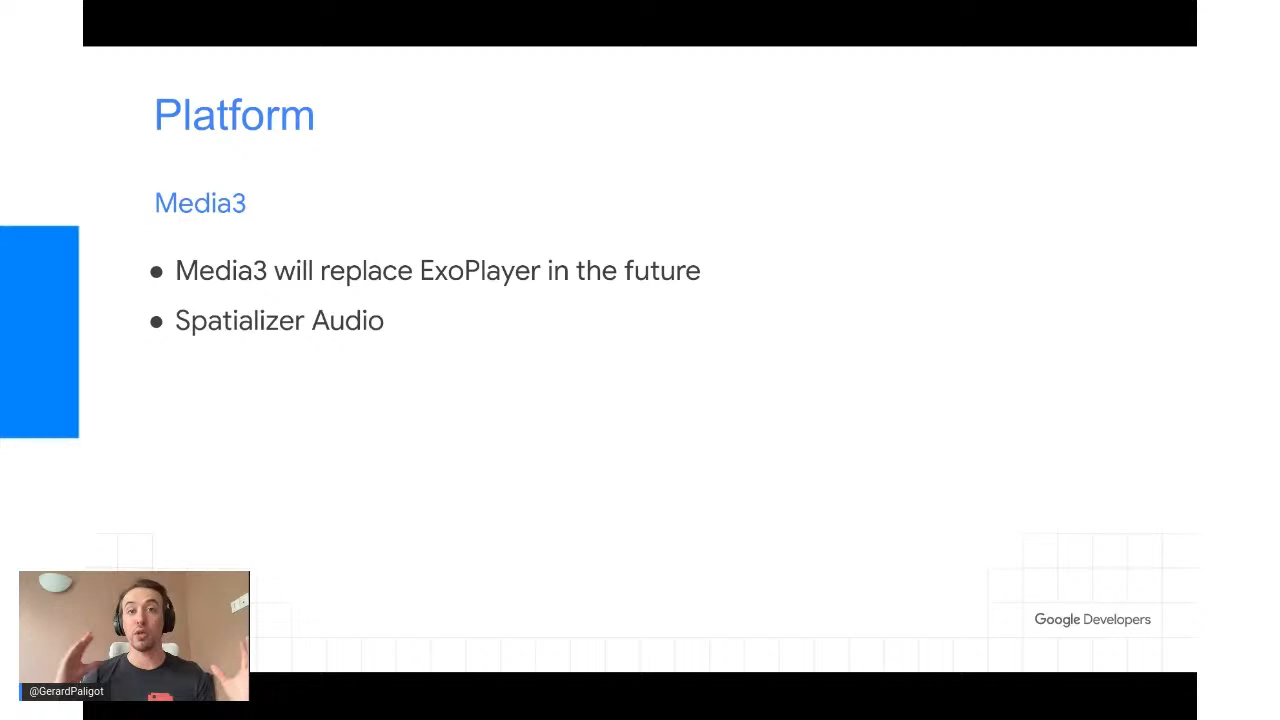 Platform
Media3
● Media3 will replace ExoPlayer in the future
● Spatializer Audio
Google Developers
@GerardPaligot